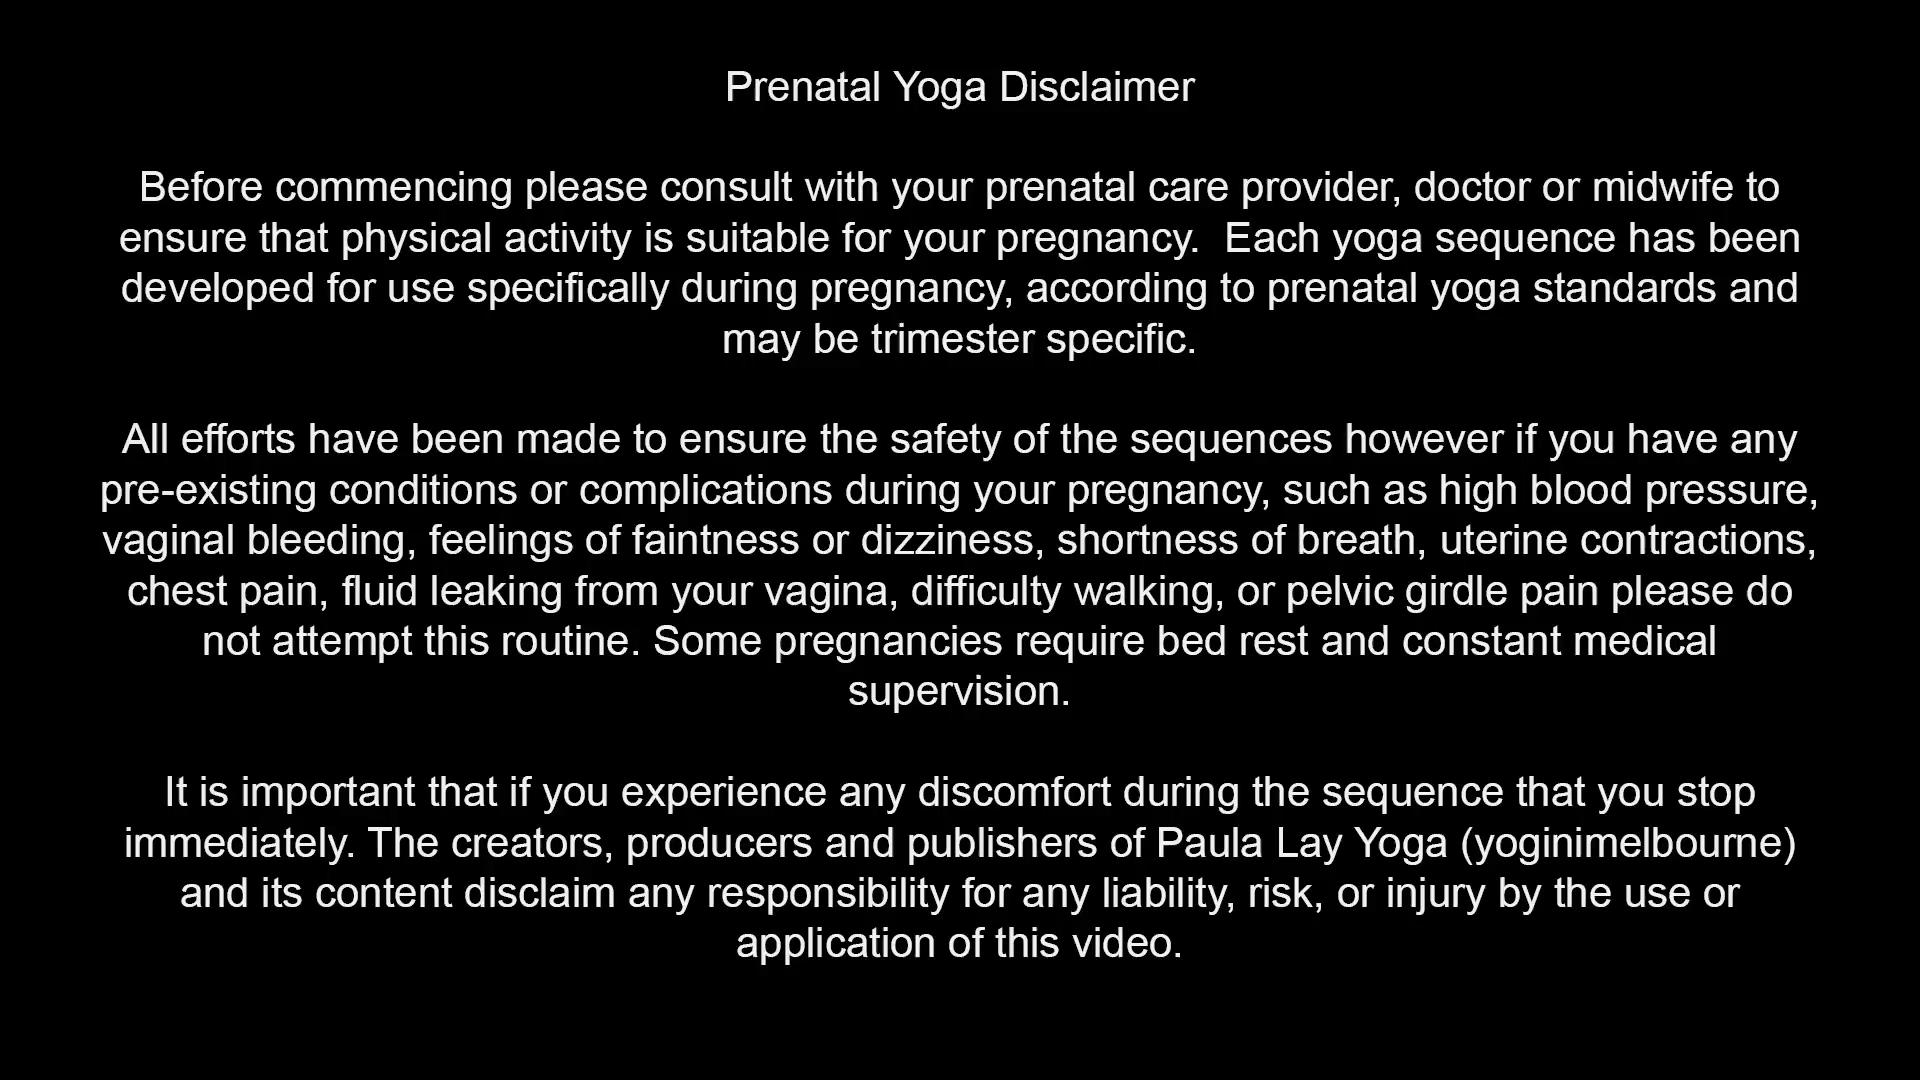 Prenatal Yoga Disclaimer
Before commencing please consult with your prenatal care provider, doctor or midwife to
ensure that physical activity is suitable for your pregnancy.  Each yoga sequence has been
developed for use specifically during pregnancy, according to prenatal yoga standards and
may be trimester specific.
All efforts have been made to ensure the safety of the sequences however if you have any
pre-existing conditions or complications during your pregnancy, such as high blood pressure,
vaginal bleeding, feelings of faintness or dizziness, shortness of breath, uterine contractions,
chest pain, fluid leaking from your vagina, difficulty walking, or pelvic girdle pain please do
not attempt this routine. Some pregnancies require bed rest and constant medical
supervision.
It is important that if you experience any discomfort during the sequence that you stop
immediately. The creators, producers and publishers of Paula Lay Yoga (yoginimelbourne)
and its content disclaim any responsibility for any liability, risk, or injury by the use or
application of this video.